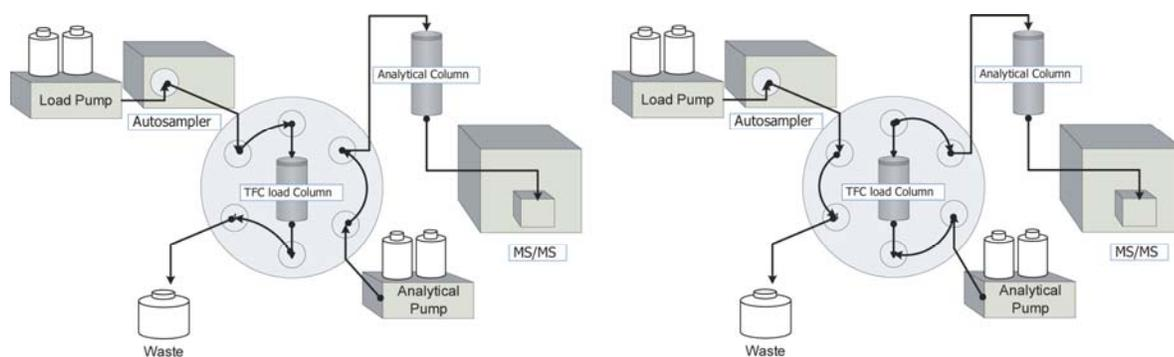 Load Pump
Autosampler
Analytical Column
TFC load Column
MS/MS
Analytical
Pump
Waste
Load Pump
Autosampler
Analytical Column
TFC load Column
MS/MS
Analytical
Pump
Waste